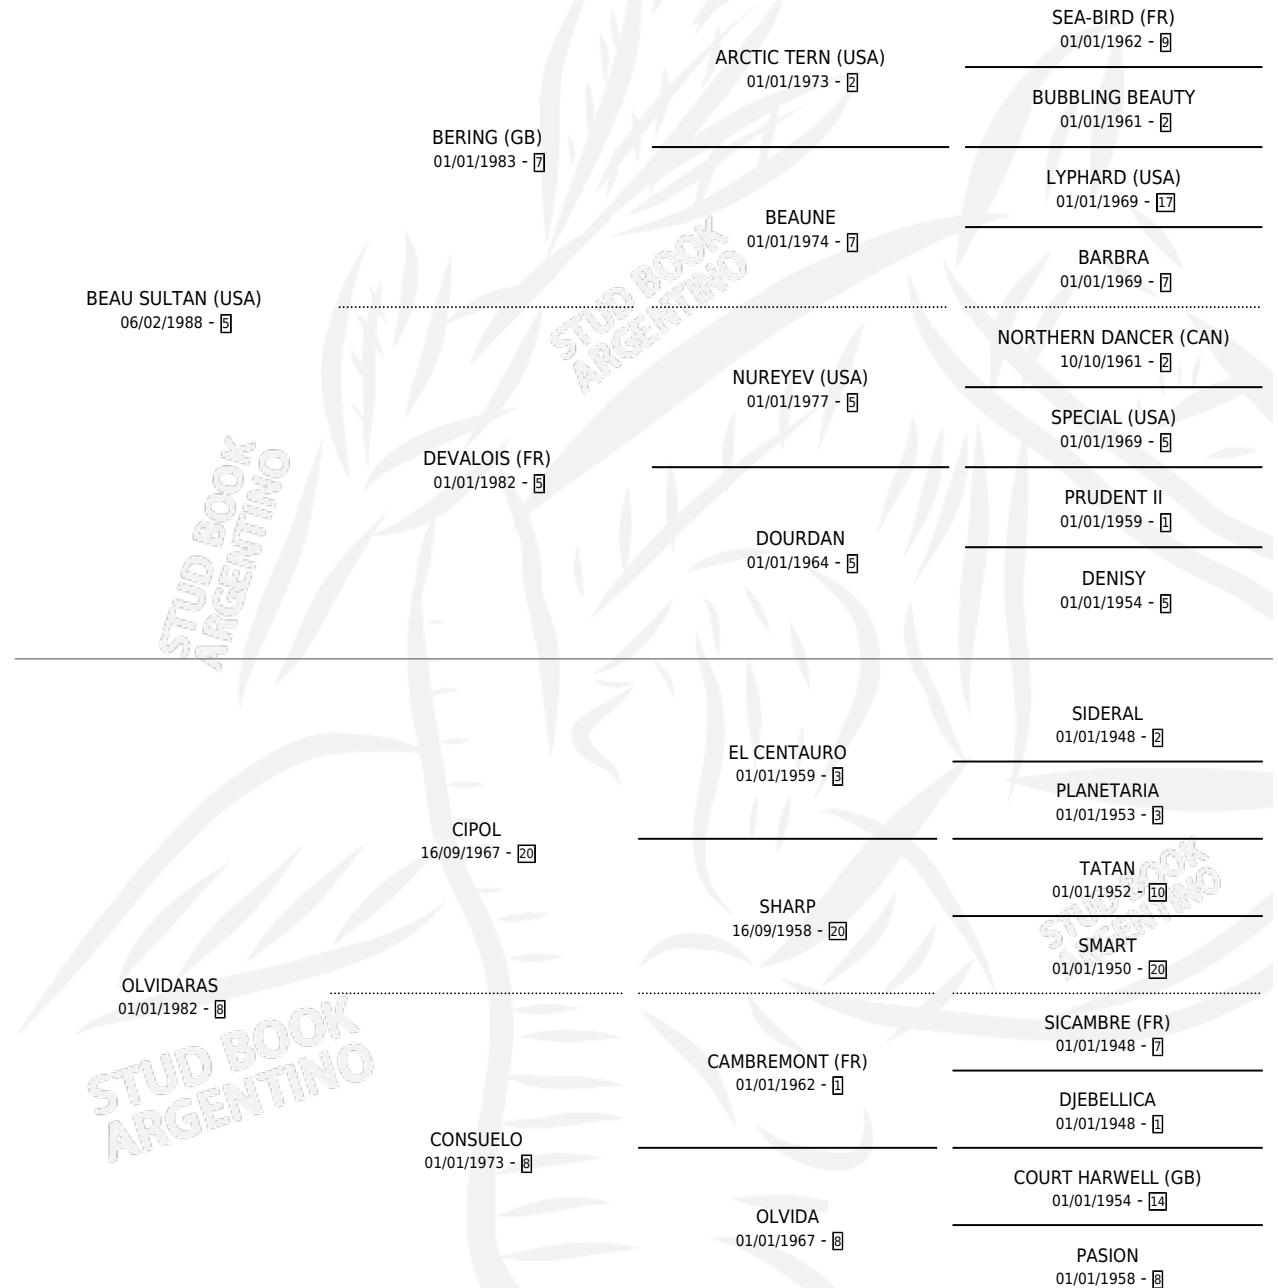 SEA-BIRD (FR)
01/01/1962 - 9
ARCTIC TERN (USA)
01/01/1973 - 2
BUBBLING BEAUTY
01/01/1961 - 2
BERING (GB)
01/01/1983 - 7
LYPHARD (USA)
01/01/1969 - 17
BEAUNE
01/01/1974 - 7
BARBRA
01/01/1969 - 7
BEAU SULTAN (USA)
06/02/1988 - 5
NORTHERN DANCER (CAN)
10/10/1961 - 2
NUREYEV (USA)
01/01/1977 - 5
SPECIAL (USA)
01/01/1969 - 5
DEVALOIS (FR)
01/01/1982 - 5
PRUDENT II
01/01/1959 - 1
DOURDAN
01/01/1964 - 5
DENISY
01/01/1954 - 5
SIDERAL
01/01/1948 - 2
EL CENTAURO
01/01/1959 - 3
PLANETARIA
01/01/1953 - 3
CIPOL
16/09/1967 - 20
TATAN
01/01/1952 - 10
SHARP
16/09/1958 - 20
SMART
01/01/1950 - 20
OLVIDARAS
01/01/1982 - 8
SICAMBRE (FR)
01/01/1948 - 7
CAMBREMONT (FR)
01/01/1962 - 1
DJEBELLICA
01/01/1948 - 1
CONSUELO
01/01/1973 - 8
COURT HARWELL (GB)
01/01/1954 - 14
OLVIDA
01/01/1967 - 8
PASION
01/01/1958 - 8
STUD BOOK
ARGENTINO
STUD BOOK
ARGENTINO
STUD BOOK
ARGENTINO
STUD BOOK
ARGENTINO